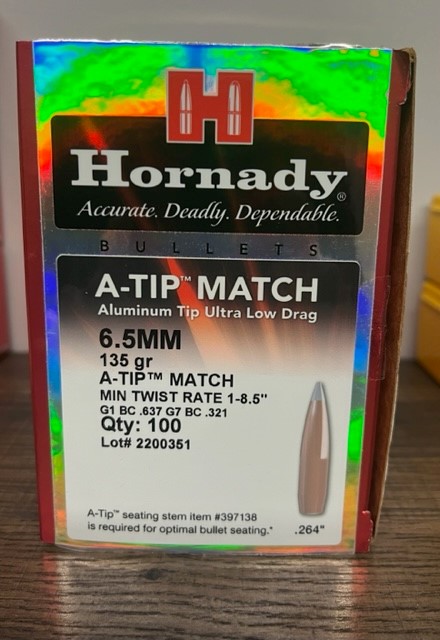 H
Hornady®
Accurate. Deadly. Dependable.
BULLETS
A-TIP™ MATCH
Aluminum Tip Ultra Low Drag
6.5MM
135 gr
A-TIP™ MATCH
MIN TWIST RATE 1-8.5"
G1 BC .637 G7 BC .321
Qty: 100
Lot# 2200351
A-Tip™ seating stem item #397138
is required for optimal bullet seating.*
.264"